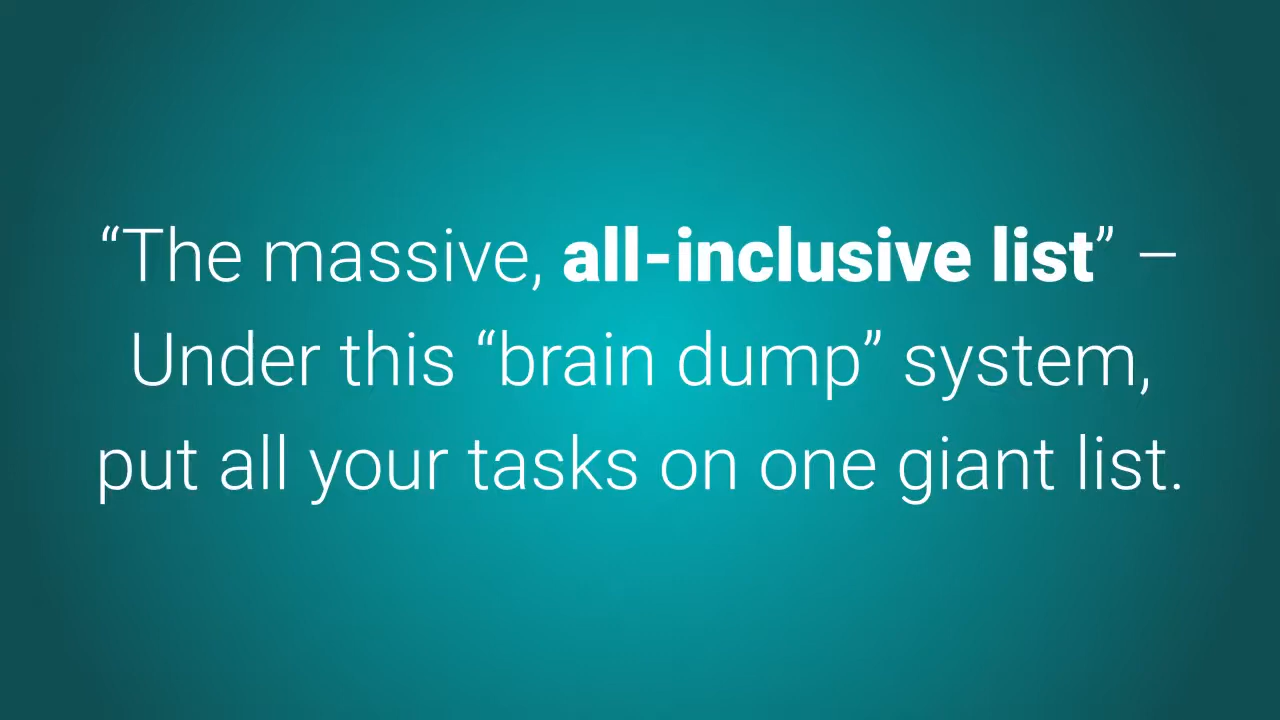 “The massive, all-inclusive list” –
Under this “brain dump” system,
put all your tasks on one giant list.